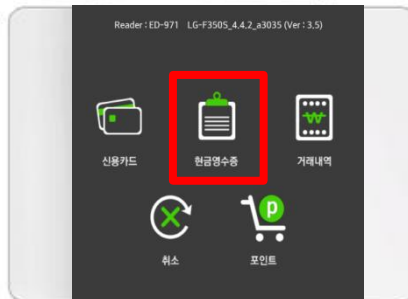 Reader : ED-971 LG-F350S_4.4.2_a3035 (Ver : 3.5)
신용카드 현금영수증 거래내역
취소 포인트